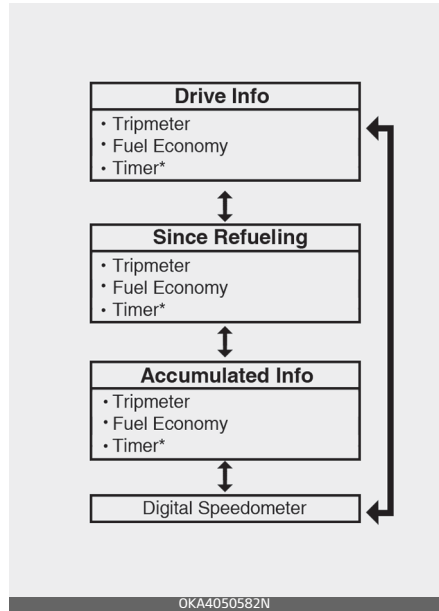 Drive Info
• Tripmeter
• Fuel Economy
• Timer*
Since Refueling
• Tripmeter
• Fuel Economy
• Timer*
Accumulated Info
• Tripmeter
• Fuel Economy
• Timer*
Digital Speedometer
OKA4050582N